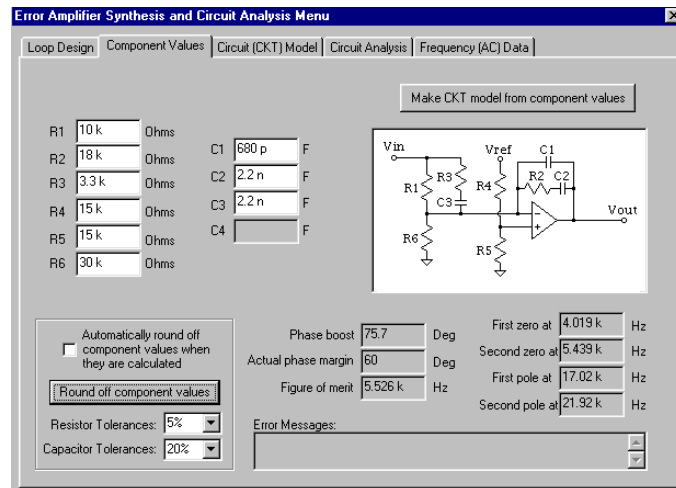 Error Amplifier Synthesis and Circuit Analysis Menu
Loop Design Component Values Circuit (CKT) Model Circuit Analysis Frequency (AC) Data
Make CKT model from component values
R1 10 k Ohms
R2 18 k Ohms
R3 3.3 k Ohms
R4 15 k Ohms
R5 15 k Ohms
R6 30 k Ohms
C1 680 p F
C2 2.2 n F
C3 2.2 n F
C4 F
Vin Vref C1
R1 R3 R4 R2 C2
C3
Vout
R6 R5
Automatically round off
component values when
they are calculated
Round off component values
Resistor Tolerances: 5%
Capacitor Tolerances: 20%
Phase boost 75.7 Deg
Actual phase margin 60 Deg
Figure of merit 5.526 k Hz
First zero at 4.019 k Hz
Second zero at 5.439 k Hz
First pole at 17.02 k Hz
Second pole at 21.92 k Hz
Error Messages: